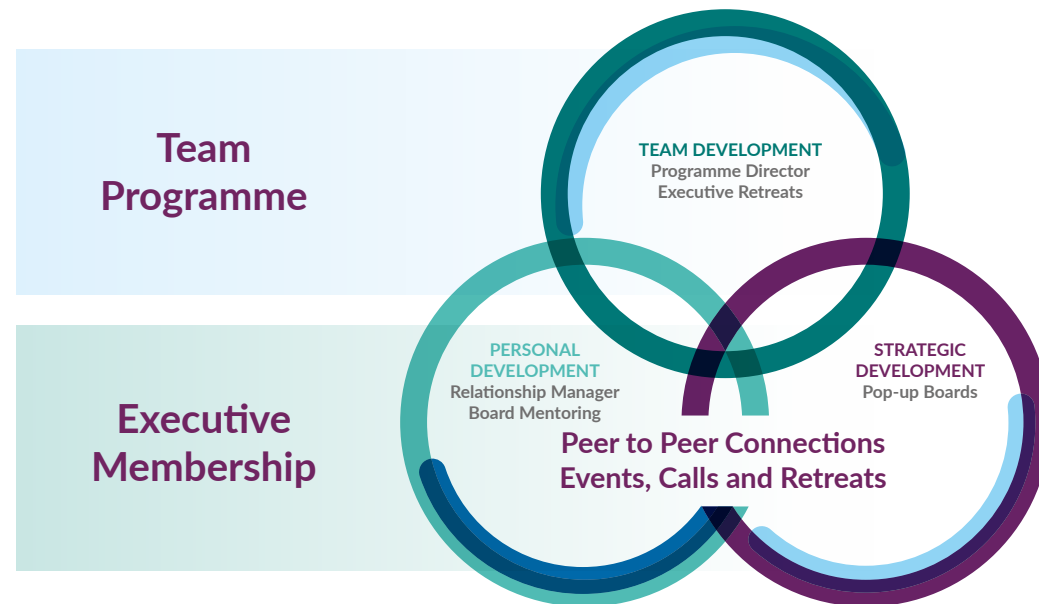 Team
Programme
TEAM DEVELOPMENT
Programme Director
Executive Retreats
Executive
Membership
PERSONAL
DEVELOPMENT
Relationship Manager
Board Mentoring
STRATEGIC
DEVELOPMENT
Pop-up Boards
Peer to Peer Connections
Events, Calls and Retreats